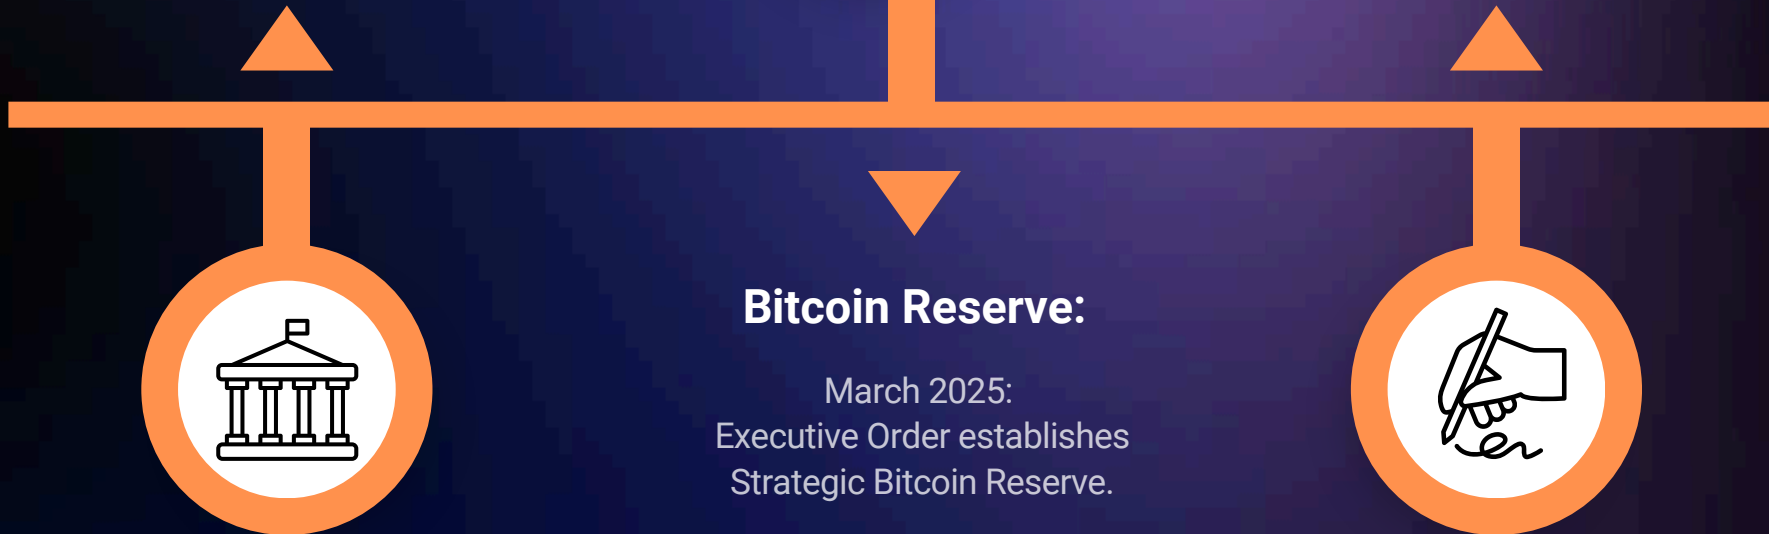 Bitcoin Reserve:
March 2025:
Executive Order establishes
Strategic Bitcoin Reserve.